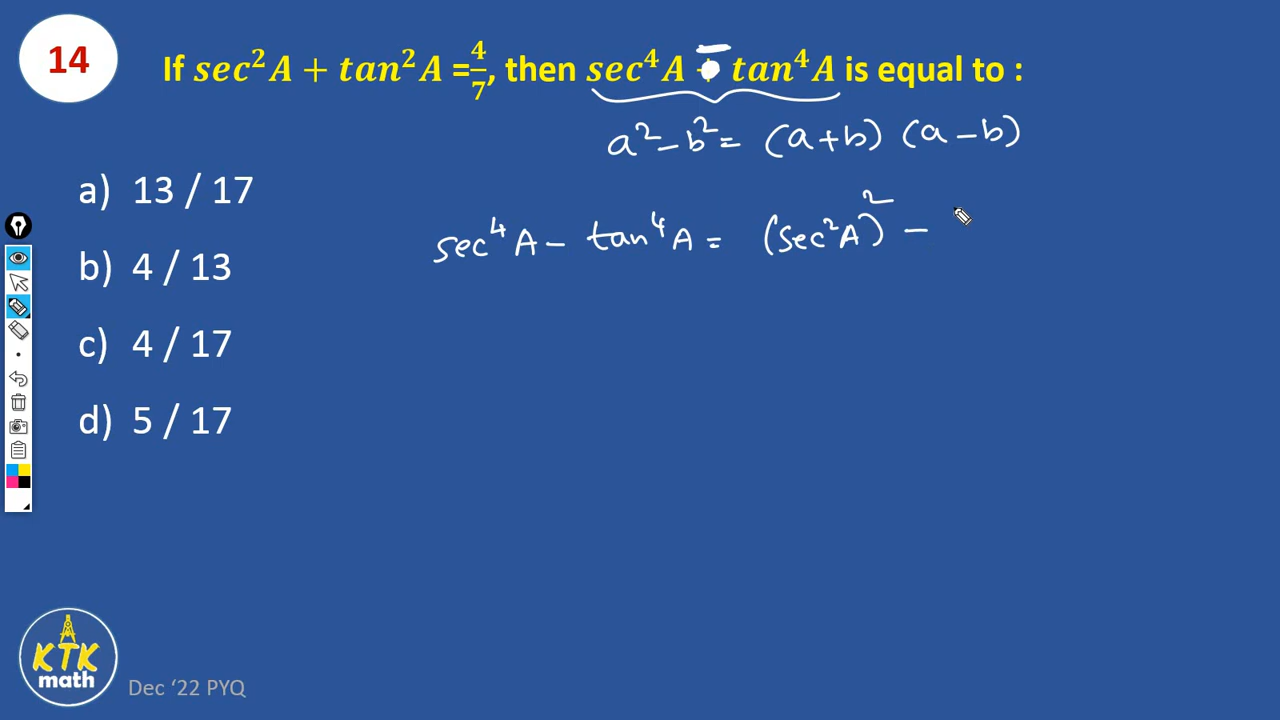 14
If sec²A + tan²A =4/7, then sec⁴A − tan⁴A is equal to :
a² − b² = (a+b) (a−b)
a) 13 / 17
sec⁴A − tan⁴A = (sec²A)² −
b) 4 / 13
c) 4 / 17
d) 5 / 17
KTK
math
Dec ‘22 PYQ